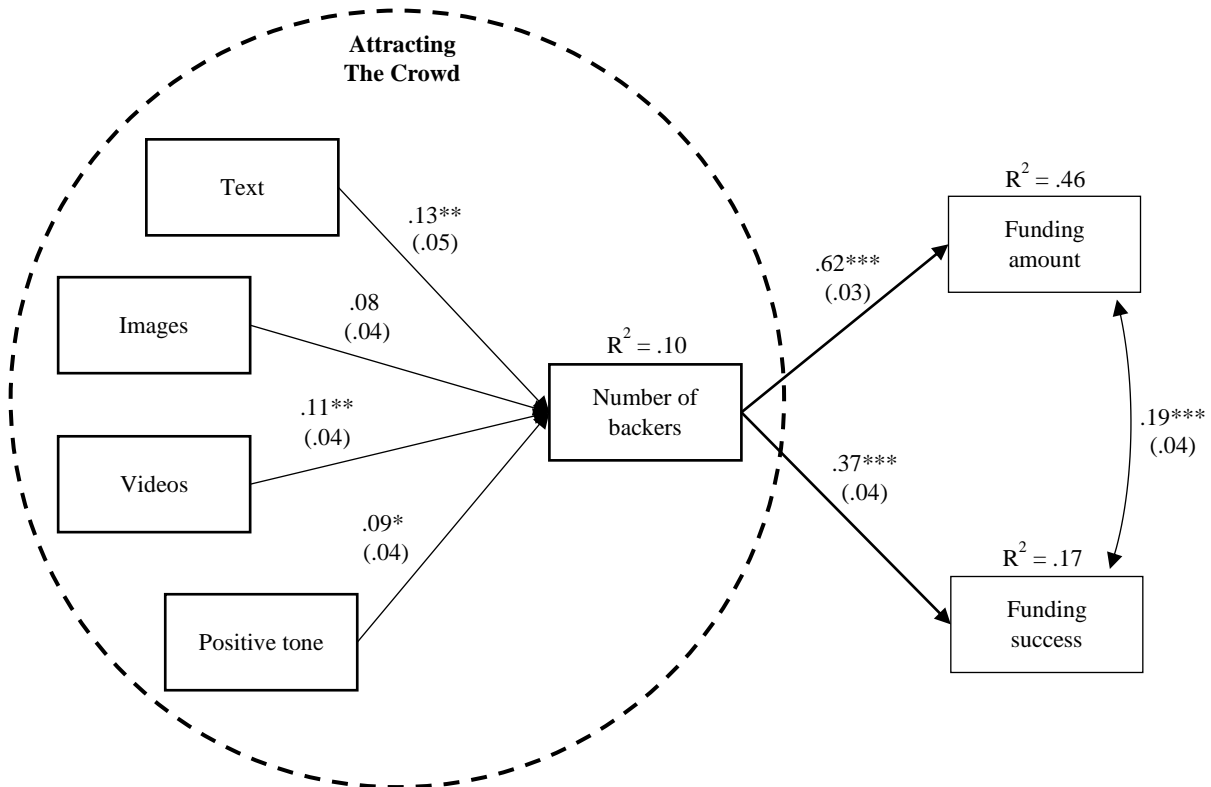 Attracting
The Crowd
Text
.13**
(.05)
Images
.08
(.04)
Videos
.11**
(.04)
Positive tone
.09*
(.04)
R² = .10
Number of
backers
.62***
(.03)
.37***
(.04)
R² = .46
Funding
amount
.19***
(.04)
R² = .17
Funding
success